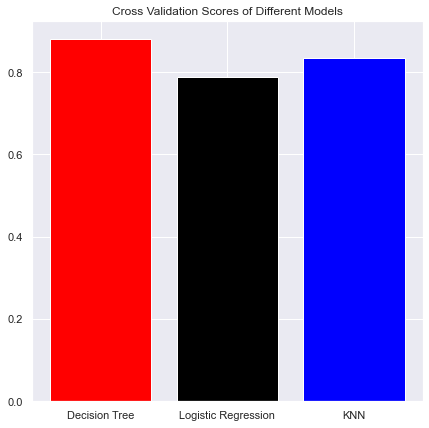 Cross Validation Scores of Different Models
0.8
0.6
0.4
0.2
0.0
Decision Tree Logistic Regression KNN